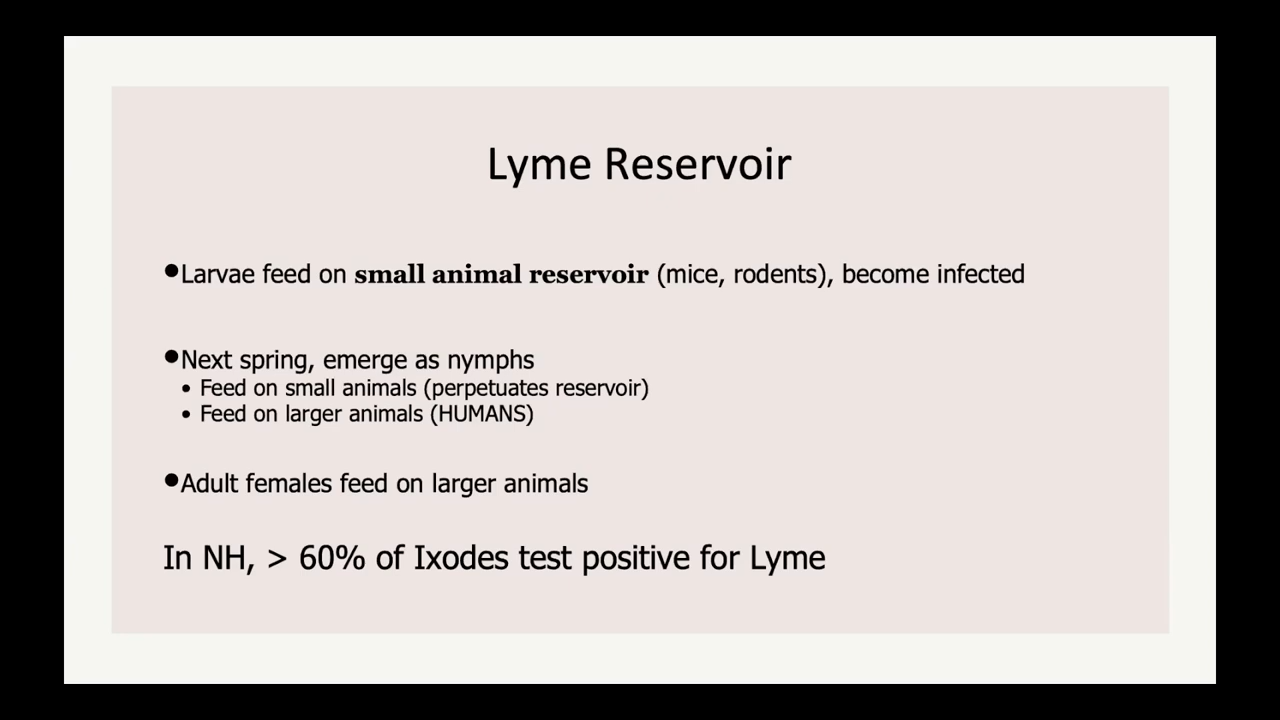 Lyme Reservoir
•Larvae feed on small animal reservoir (mice, rodents), become infected
•Next spring, emerge as nymphs
• Feed on small animals (perpetuates reservoir)
• Feed on larger animals (HUMANS)
•Adult females feed on larger animals
In NH, > 60% of Ixodes test positive for Lyme